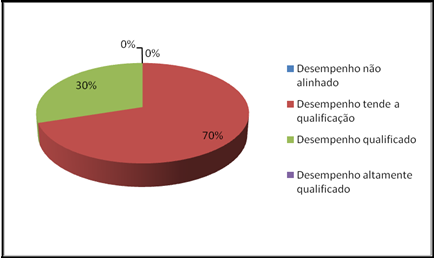 0%
0%
30%
70%
Desempenho não
alinhado
Desempenho tende a
qualificação
Desempenho qualificado
Desempenho altamente
qualificado